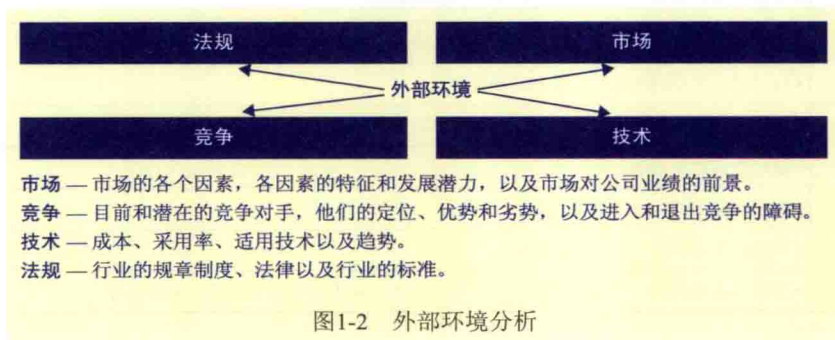 法规
市场
外部环境
竞争
技术
市场 — 市场的各个因素，各因素的特征和发展潜力，以及市场对公司业绩的前景。
竞争 — 目前和潜在的竞争对手，他们的定位、优势和劣势，以及进入和退出竞争的障碍。
技术 — 成本、采用率、适用技术以及趋势。
法规 — 行业的规章制度、法律以及行业的标准。
图1-2 外部环境分析